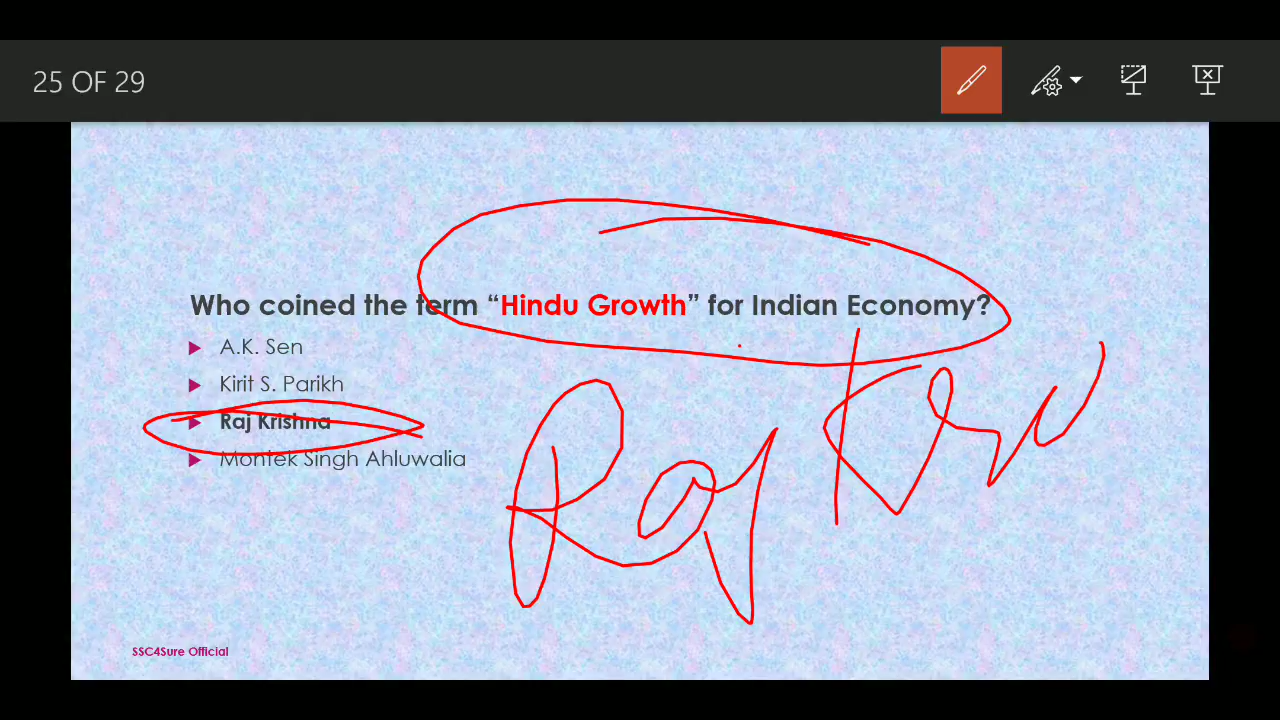 25 OF 29
Who coined the term “Hindu Growth” for Indian Economy?
A.K. Sen
Kirit S. Parikh
Raj Krishna
Montek Singh Ahluwalia
Raj
SSC4Sure Official